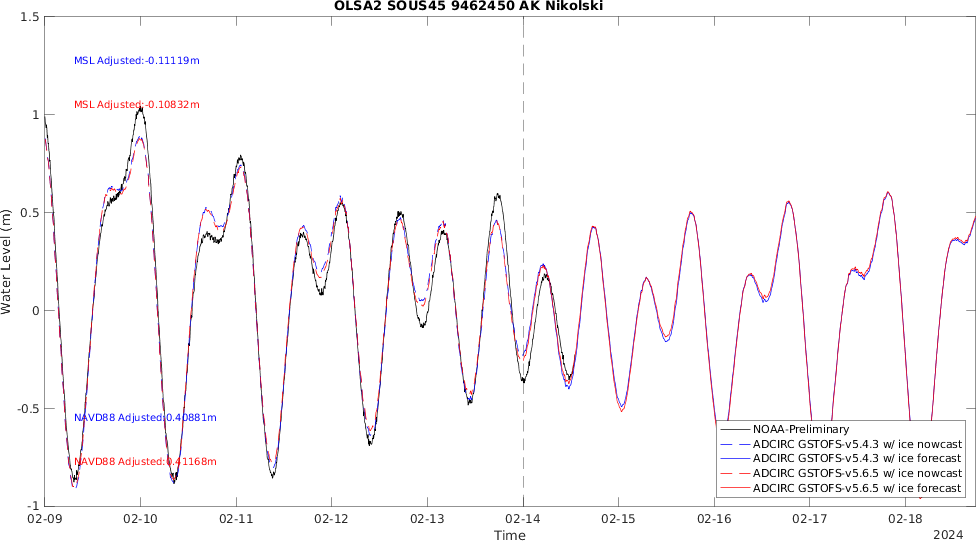 OLSA2 SOUS45 9462450 AK Nikolski
1.5
MSL Adjusted:-0.11119m
MSL Adjusted:-0.10832m
1
0.5
Water Level (m)
0
-0.5
NAVD88 Adjusted:0.40881m
NAVD88 Adjusted:0.41168m
NOAA-Preliminary
ADCIRC GSTOFS-v5.4.3 w/ ice nowcast
ADCIRC GSTOFS-v5.4.3 w/ ice forecast
ADCIRC GSTOFS-v5.6.5 w/ ice nowcast
ADCIRC GSTOFS-v5.6.5 w/ ice forecast
-1
02-09 02-10 02-11 02-12 02-13 02-14 02-15 02-16 02-17 02-18
Time
2024